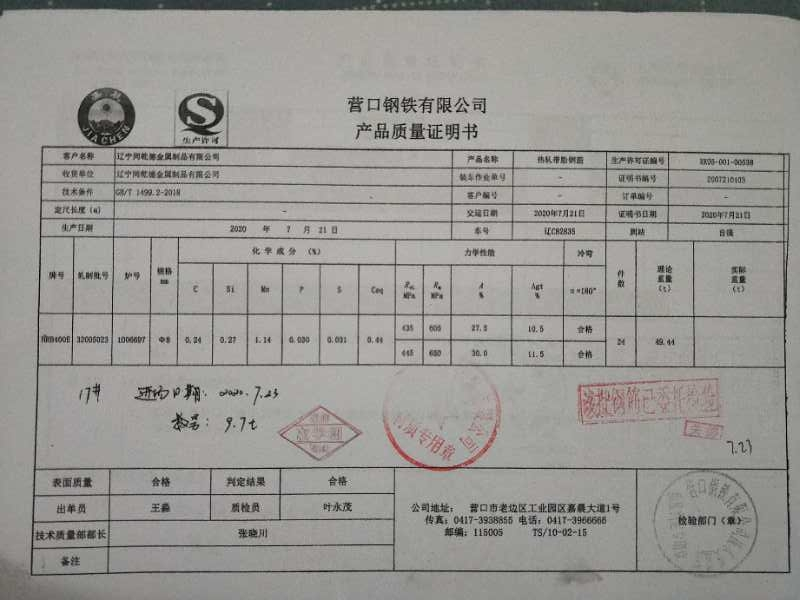 JIA CHEN
生产许可
营口钢铁有限公司
产品质量证明书
客户名称 辽宁同乾德金属制品有限公司 产品名称 热轧带肋钢筋 生产许可证编号 XK05-001-00538
收货单位 辽宁同乾德金属制品有限公司 装车作业单号 - 证明书编号 2007210103
技术条件 GB/T 1499.2-2018 客户编号 - 订单编号 -
定尺长度(m) - 交运日期 2020年7月21日 证明书日期 2020年7月21日
生产日期 2020 年 7 月 21 日 车号 辽CB2835 到站 自提
牌号 轧制批号 炉号 规格 mm 化学成分(%) 力学性能 冷弯 件数 理论重量(t) 实际重量(t)
C Si Mn P S Ceq ReL MPa Rm MPa A % Agt % α=180°
HRB400E 32005023 1006697 Φ8 0.24 0.27 1.14 0.030 0.031 0.44 435 605 27.5 10.5 合格 24 49.44
445 650 30.0 11.5 合格
17# 进场日期: 2020.7.23
数量: 9.7t
材质专用章
该批钢筋已委托检验
7.23
表面质量 合格 判定结果 合格
出单员 王淼 质检员 叶永茂
技术质量部部长 张晓川
备注
公司地址: 营口市老边区工业园区嘉晨大道1号
传真: 0417-3938855 电话: 0417-3966666
邮编: 115005 TS/10-02-15
检验部门(章)